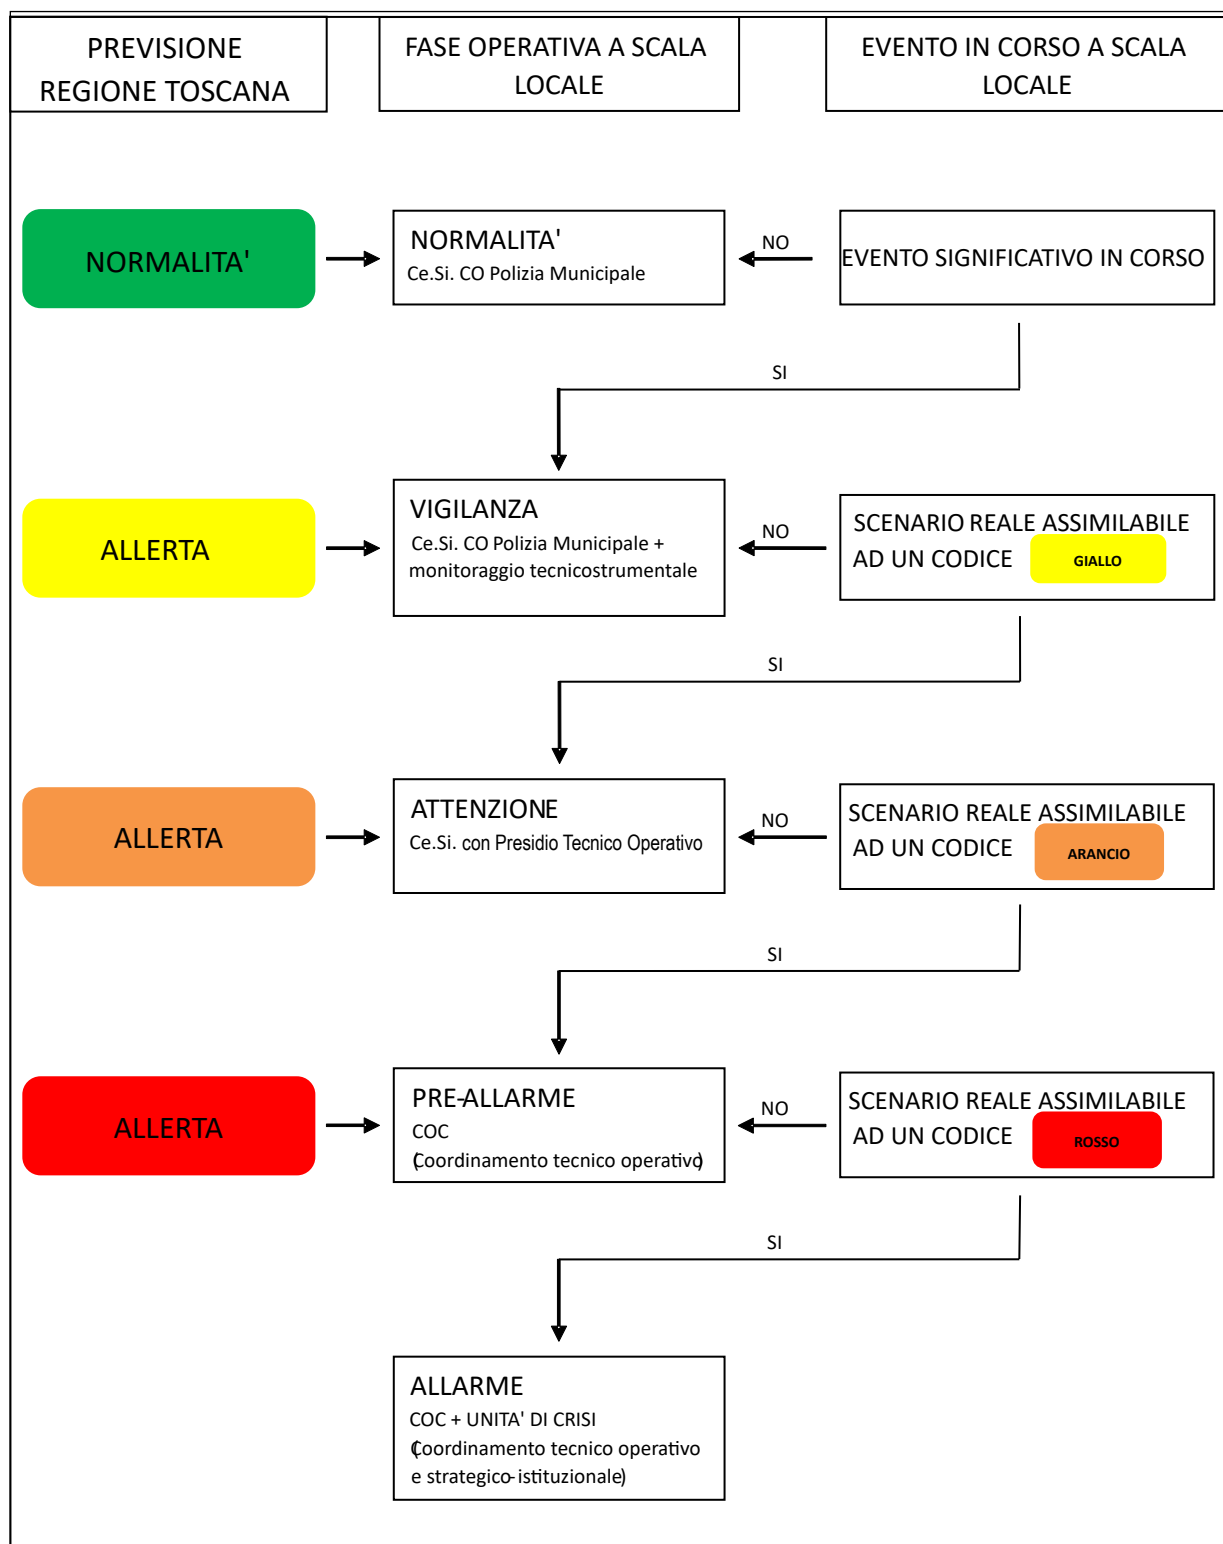 PREVISIONE
REGIONE TOSCANA
FASE OPERATIVA A SCALA
LOCALE
EVENTO IN CORSO A SCALA
LOCALE
NORMALITA'
NORMALITA'
Ce.Si. CO Polizia Municipale
NO
EVENTO SIGNIFICATIVO IN CORSO
SI
ALLERTA
VIGILANZA
Ce.Si. CO Polizia Municipale +
monitoraggio tecnicostrumentale
NO
SCENARIO REALE ASSIMILABILE
AD UN CODICE GIALLO
SI
ALLERTA
ATTENZIONE
Ce.Si. con Presidio Tecnico Operativo
NO
SCENARIO REALE ASSIMILABILE
AD UN CODICE ARANCIO
SI
ALLERTA
PRE-ALLARME
COC
(Coordinamento tecnico operativo)
NO
SCENARIO REALE ASSIMILABILE
AD UN CODICE ROSSO
SI
ALLARME
COC + UNITA' DI CRISI
(Coordinamento tecnico operativo
e strategico-istituzionale)